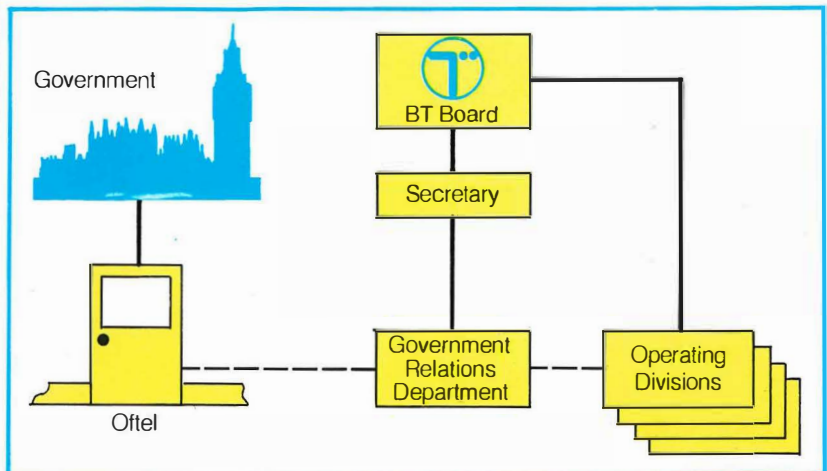 Government
BT Board
Secretary
Government
Relations
Department
Operating
Divisions
Oftel